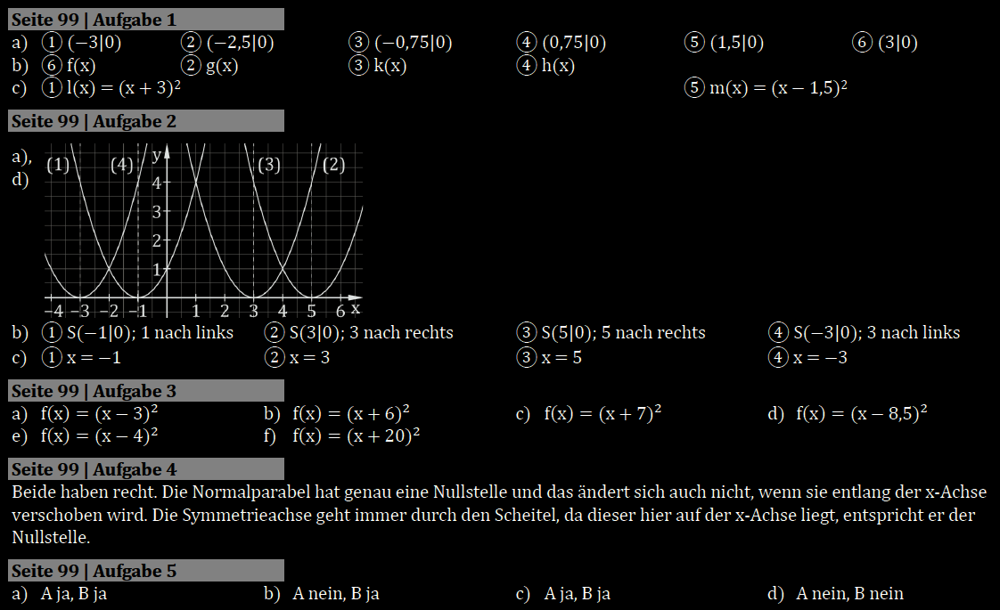 Seite 99 | Aufgabe 1
a) ① (−3|0) ② (−2,5|0) ③ (−0,75|0) ④ (0,75|0) ⑤ (1,5|0) ⑥ (3|0)
b) ⑥ f(x) ② g(x) ③ k(x) ④ h(x)
c) ① l(x) = (x + 3)² ⑤ m(x) = (x − 1,5)²
Seite 99 | Aufgabe 2
a),
d)
(1) (4) y (3) (2)
4
3
2
1
−4 −3 −2 −1 1 2 3 4 5 6 x
b) ① S(−1|0); 1 nach links ② S(3|0); 3 nach rechts ③ S(5|0); 5 nach rechts ④ S(−3|0); 3 nach links
c) ① x = −1 ② x = 3 ③ x = 5 ④ x = −3
Seite 99 | Aufgabe 3
a) f(x) = (x − 3)² b) f(x) = (x + 6)² c) f(x) = (x + 7)² d) f(x) = (x − 8,5)²
e) f(x) = (x − 4)² f) f(x) = (x + 20)²
Seite 99 | Aufgabe 4
Beide haben recht. Die Normalparabel hat genau eine Nullstelle und das ändert sich auch nicht, wenn sie entlang der x-Achse
verschoben wird. Die Symmetrieachse geht immer durch den Scheitel, da dieser hier auf der x-Achse liegt, entspricht er der
Nullstelle.
Seite 99 | Aufgabe 5
a) A ja, B ja b) A nein, B ja c) A ja, B ja d) A nein, B nein